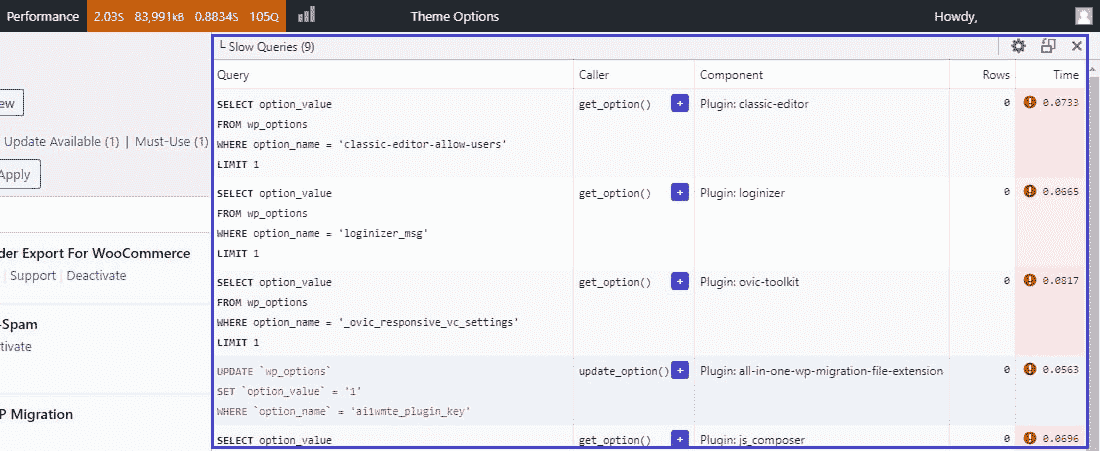 Performance 2.03S 83,991KB 0.8834S 105Q Theme Options Howdy,
└ Slow Queries (9)
Query Caller Component Rows Time
SELECT option_value get_option() + Plugin: classic-editor 0 0.0733
FROM wp_options
WHERE option_name = 'classic-editor-allow-users'
LIMIT 1
SELECT option_value get_option() + Plugin: loginizer 0 0.0665
FROM wp_options
WHERE option_name = 'loginizer_msg'
LIMIT 1
SELECT option_value get_option() + Plugin: ovic-toolkit 0 0.0817
FROM wp_options
WHERE option_name = '_ovic_responsive_vc_settings'
LIMIT 1
UPDATE `wp_options` update_option() + Plugin: all-in-one-wp-migration-file-extension 0 0.0563
SET `option_value` = '1'
WHERE `option_name` = 'ai1wmte_plugin_key'
SELECT option_value get_option() + Plugin: js_composer 0 0.0696
ew
Update Available (1) | Must-Use (1)
Apply
der Export For WooCommerce
| Support | Deactivate
-Spam
tivate
P Migration